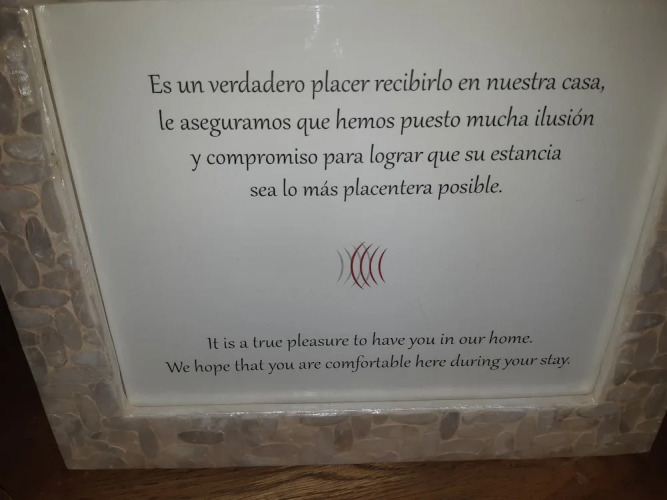 Es un verdadero placer recibirlo en nuestra casa,
le aseguramos que hemos puesto mucha ilusión
y compromiso para lograr que su estancia
sea lo más placentera posible.
It is a true pleasure to have you in our home.
We hope that you are comfortable here during your stay.